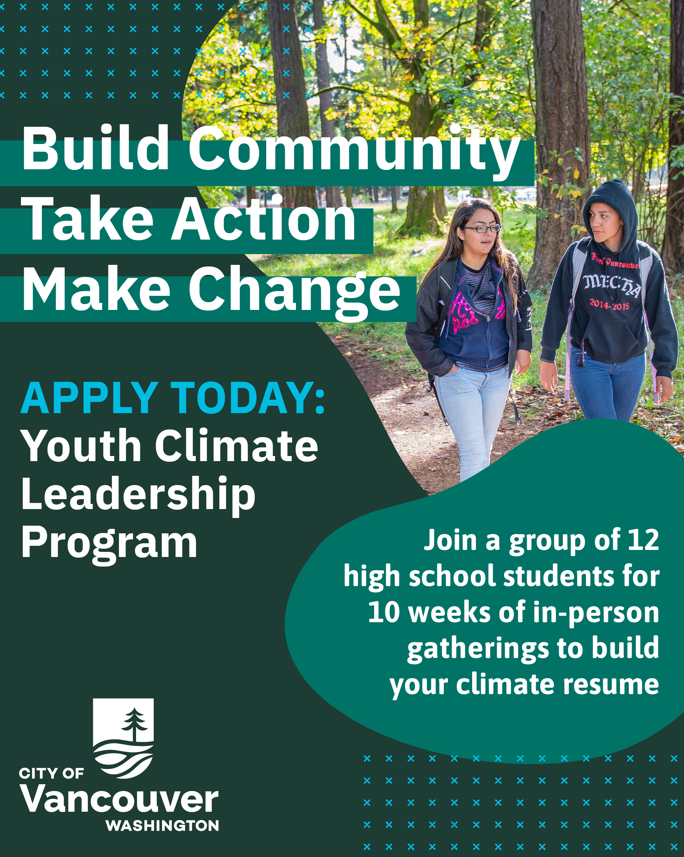 Build Community
Take Action
Make Change
APPLY TODAY:
Youth Climate
Leadership
Program
Join a group of 12
high school students for
10 weeks of in-person
gatherings to build
your climate resume
Fort Vancouver
MEChA
2014-2015
CITY OF
Vancouver
WASHINGTON